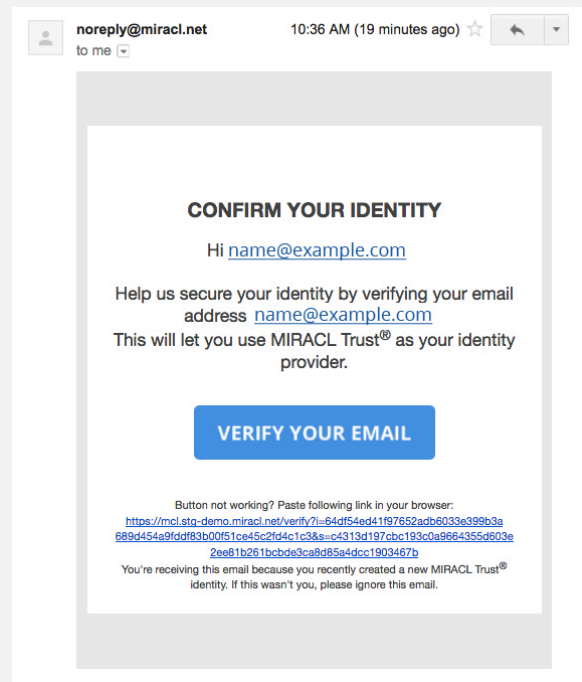 noreply@miracl.net 10:36 AM (19 minutes ago)
to me
CONFIRM YOUR IDENTITY
Hi name@example.com
Help us secure your identity by verifying your email
address name@example.com
This will let you use MIRACL Trust® as your identity
provider.
VERIFY YOUR EMAIL
Button not working? Paste following link in your browser:
https://mcl.stg-demo.miracl.net/verify?i=64df54ed41f97652adb6033e399b3a
689d454a9fddf83b00f51ce45c2fd4c1c3&s=c4313d197cbc193c0a9664355d603e
2ee81b261bcbde3ca8d85a4dcc1903467b
You're receiving this email because you recently created a new MIRACL Trust®
identity. If this wasn't you, please ignore this email.